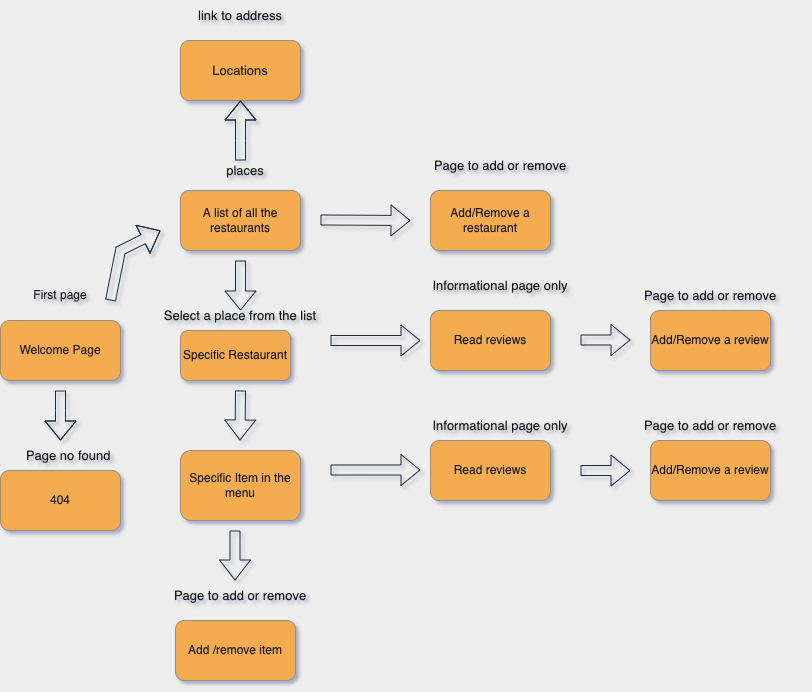 link to address
Locations
places
Page to add or remove
A list of all the
restaurants
Add/Remove a
restaurant
First page
Informational page only
Page to add or remove
Select a place from the list
Welcome Page
Specific Restaurant
Read reviews
Add/Remove a review
Page no found
Informational page only
Page to add or remove
404
Specific Item in the
menu
Read reviews
Add/Remove a review
Page to add or remove
Add /remove item